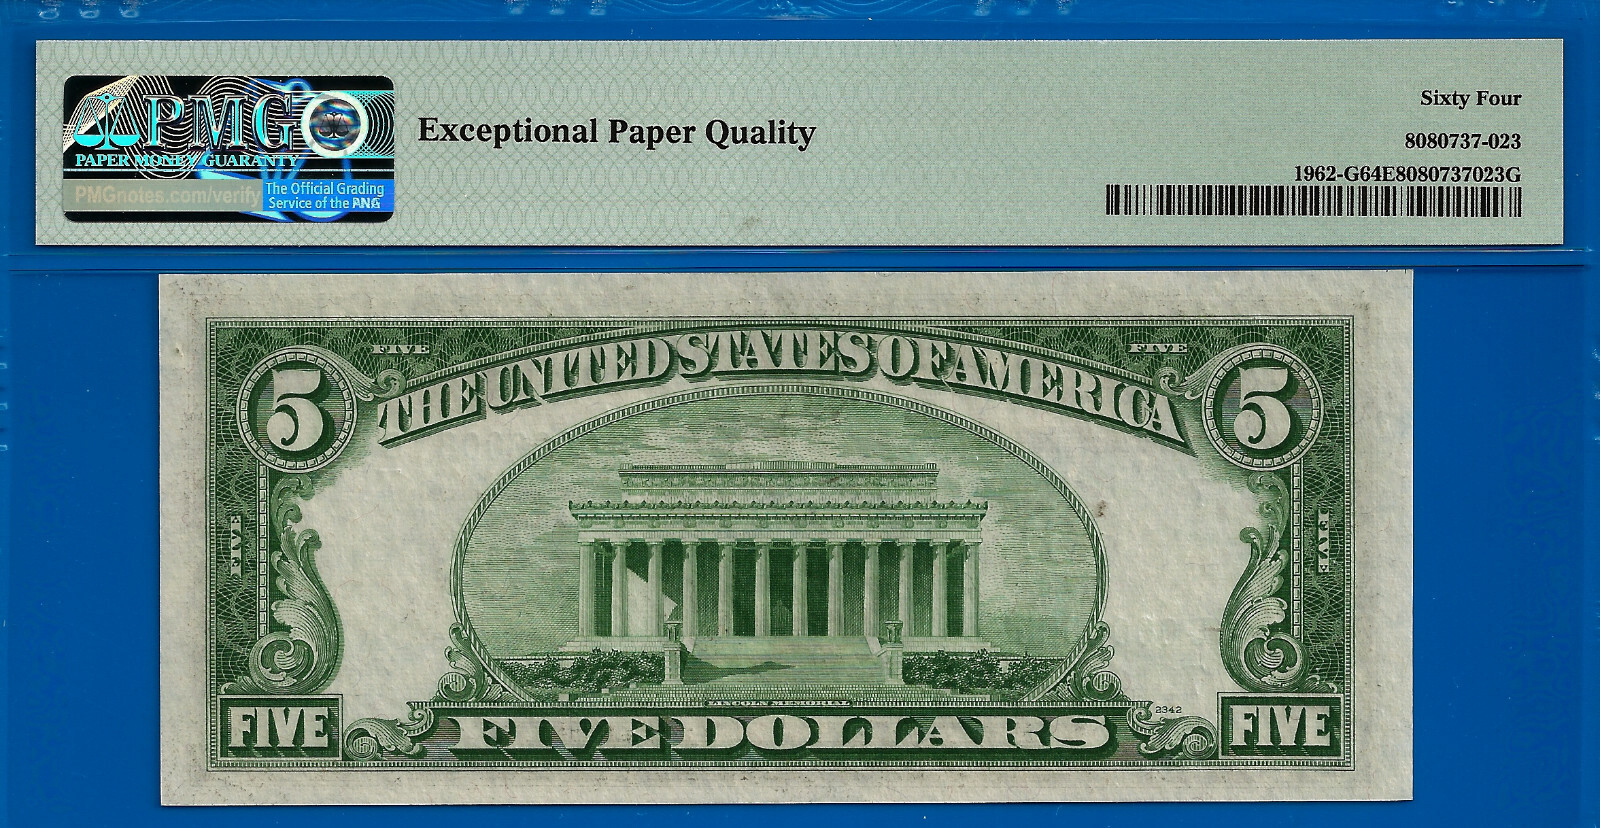 PMG
PAPER MONEY GUARANTY
PMGnotes.com/verify
The Official Grading
Service of the ANA
Exceptional Paper Quality
Sixty Four
8080737-023
1962-G64E8080737023G
FIVE FIVE
5 THE UNITED STATES OF AMERICA 5
FIVE FIVE
LINCOLN MEMORIAL
FIVE FIVE DOLLARS 2342 FIVE